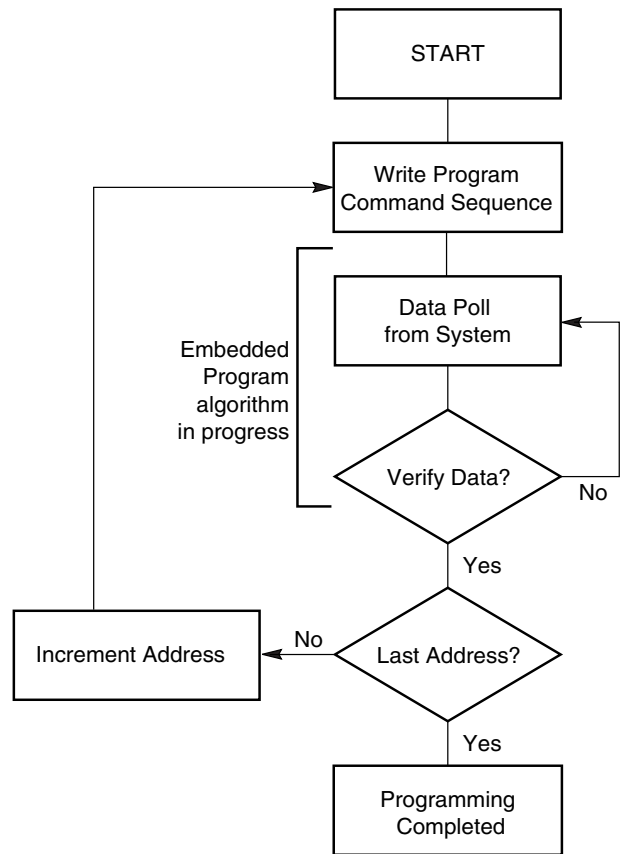 START
Write Program
Command Sequence
Data Poll
from System
Embedded
Program
algorithm
in progress
Verify Data?
No
Yes
Increment Address
No
Last Address?
Yes
Programming
Completed